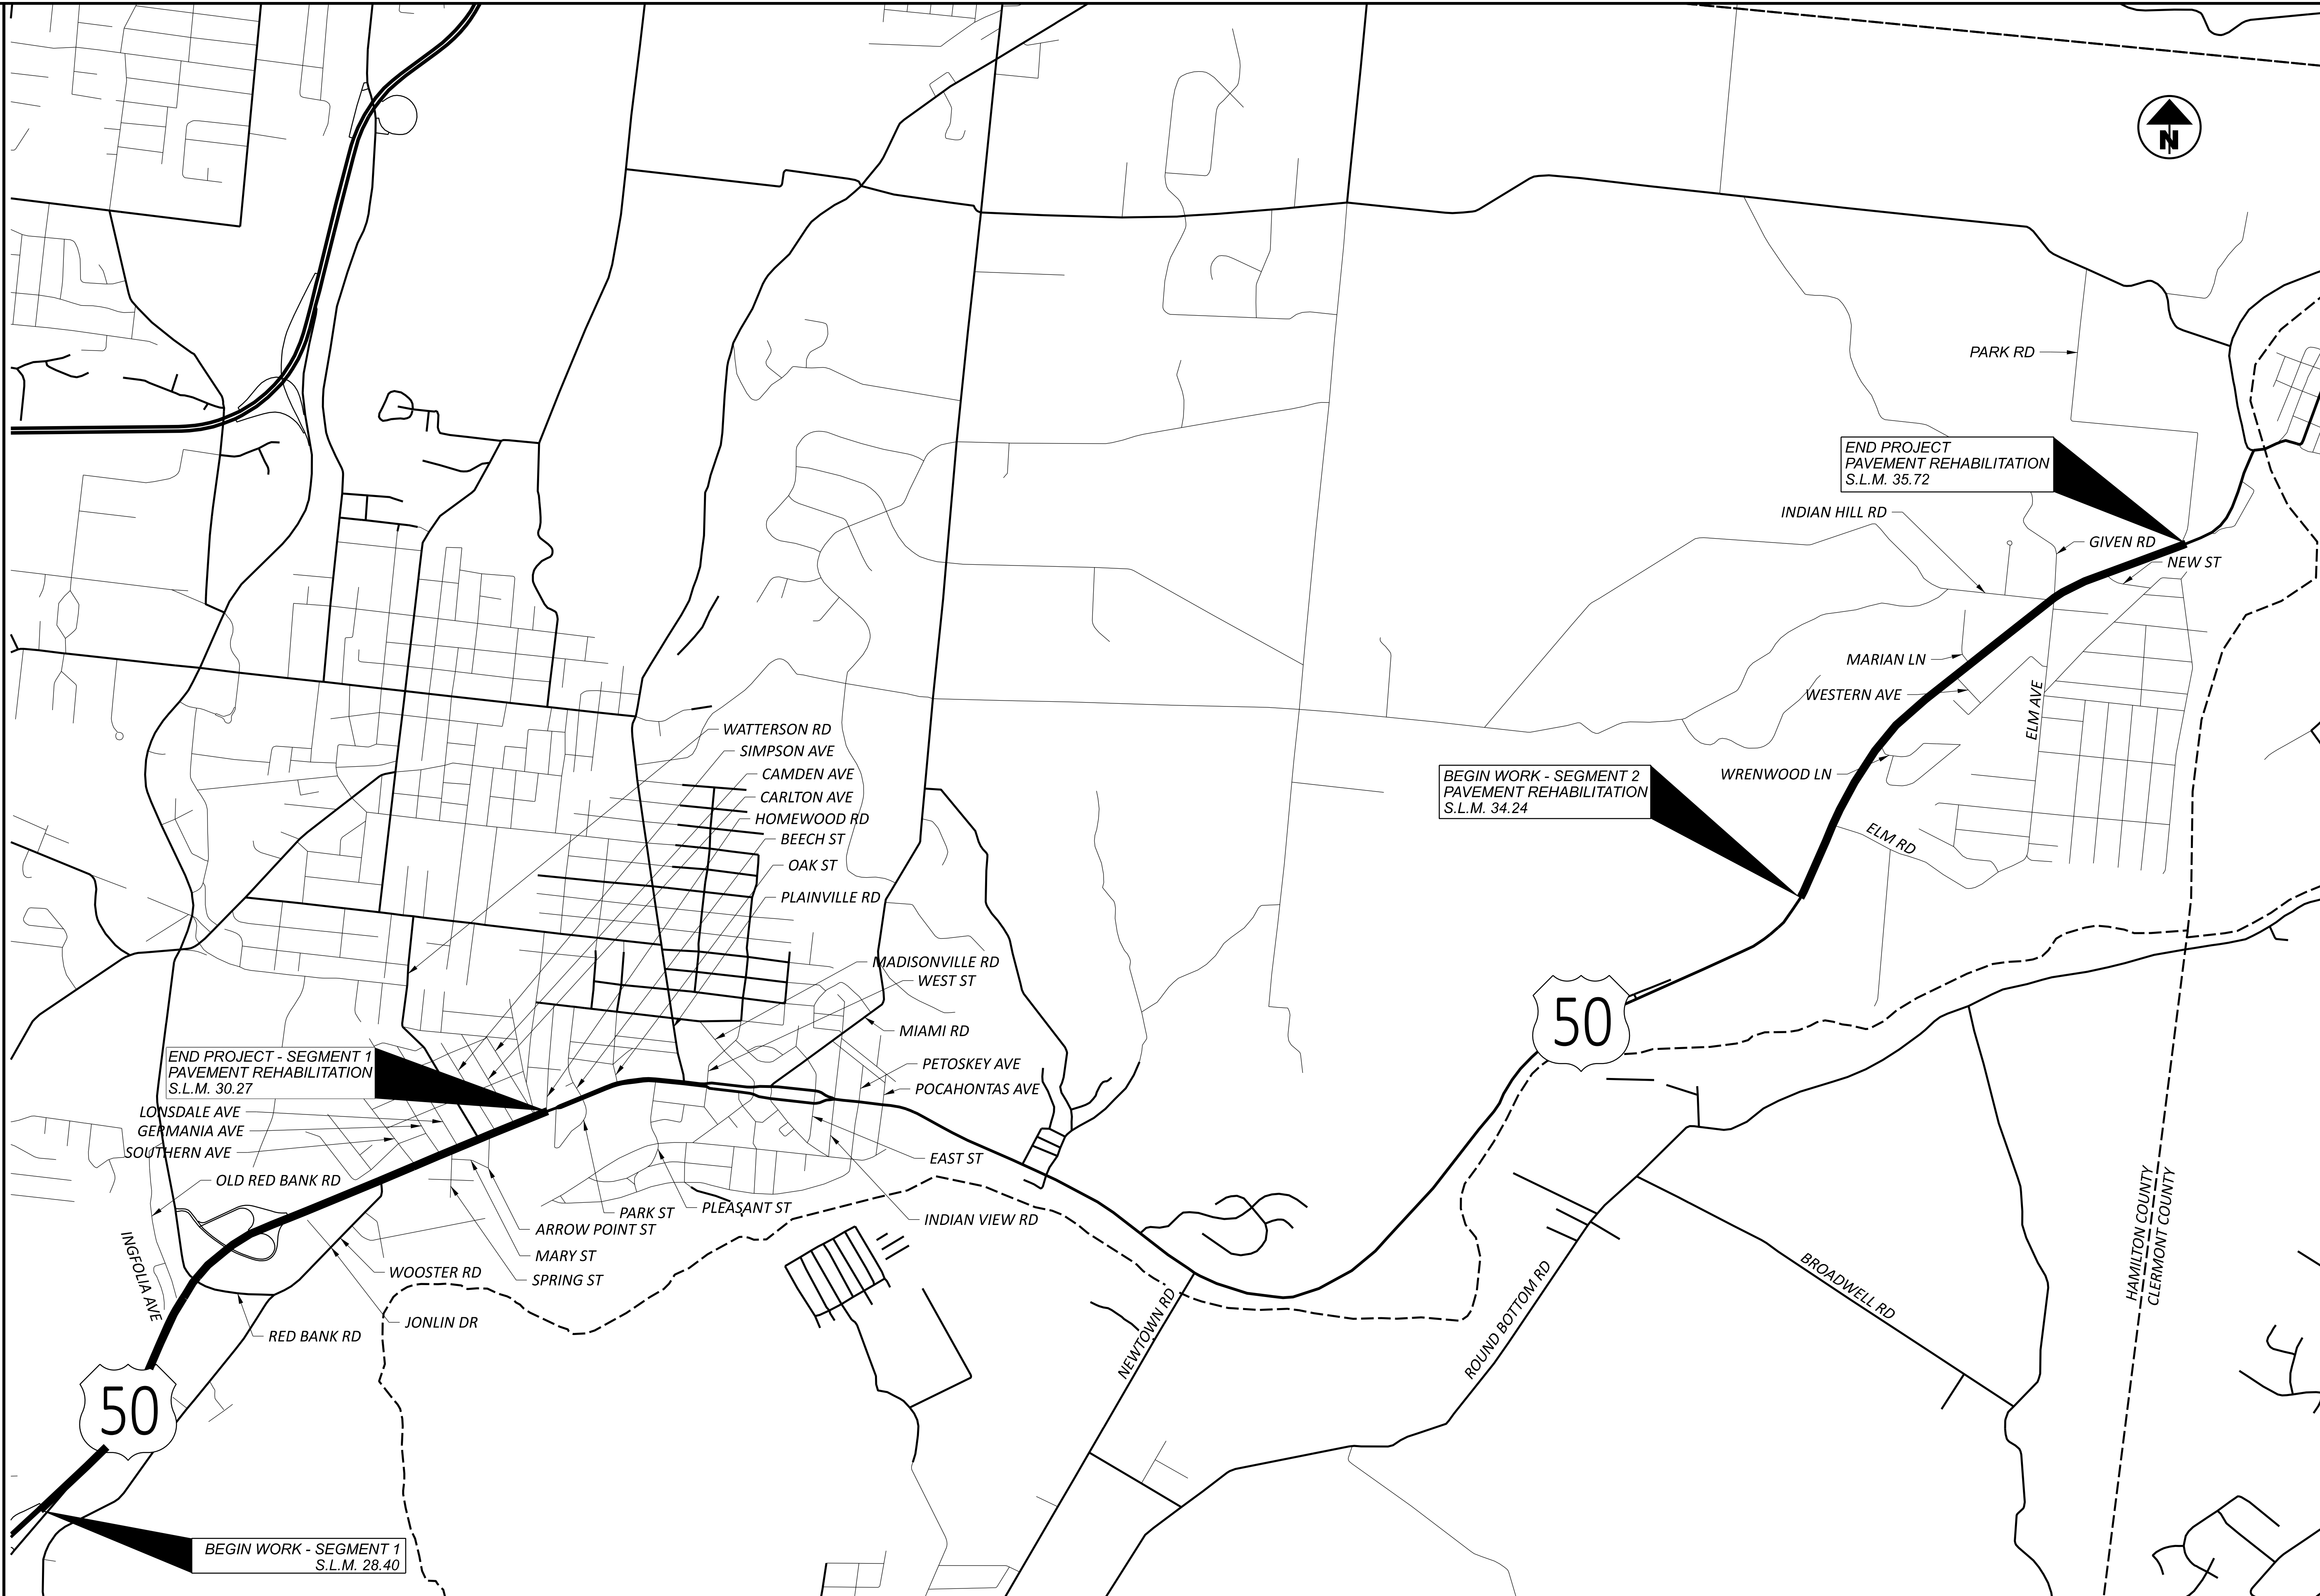 N
PARK RD
END PROJECT
PAVEMENT REHABILITATION
S.L.M. 35.72
INDIAN HILL RD
GIVEN RD
NEW ST
MARIAN LN
WESTERN AVE
ELM AVE
WATTERSON RD
SIMPSON AVE
CAMDEN AVE
CARLTON AVE
HOMEWOOD RD
BEECH ST
OAK ST
PLAINVILLE RD
BEGIN WORK - SEGMENT 2
PAVEMENT REHABILITATION
S.L.M. 34.24
WRENWOOD LN
ELM RD
MADISONVILLE RD
WEST ST
MIAMI RD
50
END PROJECT - SEGMENT 1
PAVEMENT REHABILITATION
S.L.M. 30.27
PETOSKEY AVE
POCAHONTAS AVE
LONSDALE AVE
GERMANIA AVE
SOUTHERN AVE
OLD RED BANK RD
EAST ST
PARK ST
PLEASANT ST
INDIAN VIEW RD
ARROW POINT ST
MARY ST
SPRING ST
WOOSTER RD
JONLIN DR
RED BANK RD
INGFOLIA AVE
NEWTOWN RD
ROUND BOTTOM RD
BROADWELL RD
HAMILTON COUNTY
CLERMONT COUNTY
50
BEGIN WORK - SEGMENT 1
S.L.M. 28.40